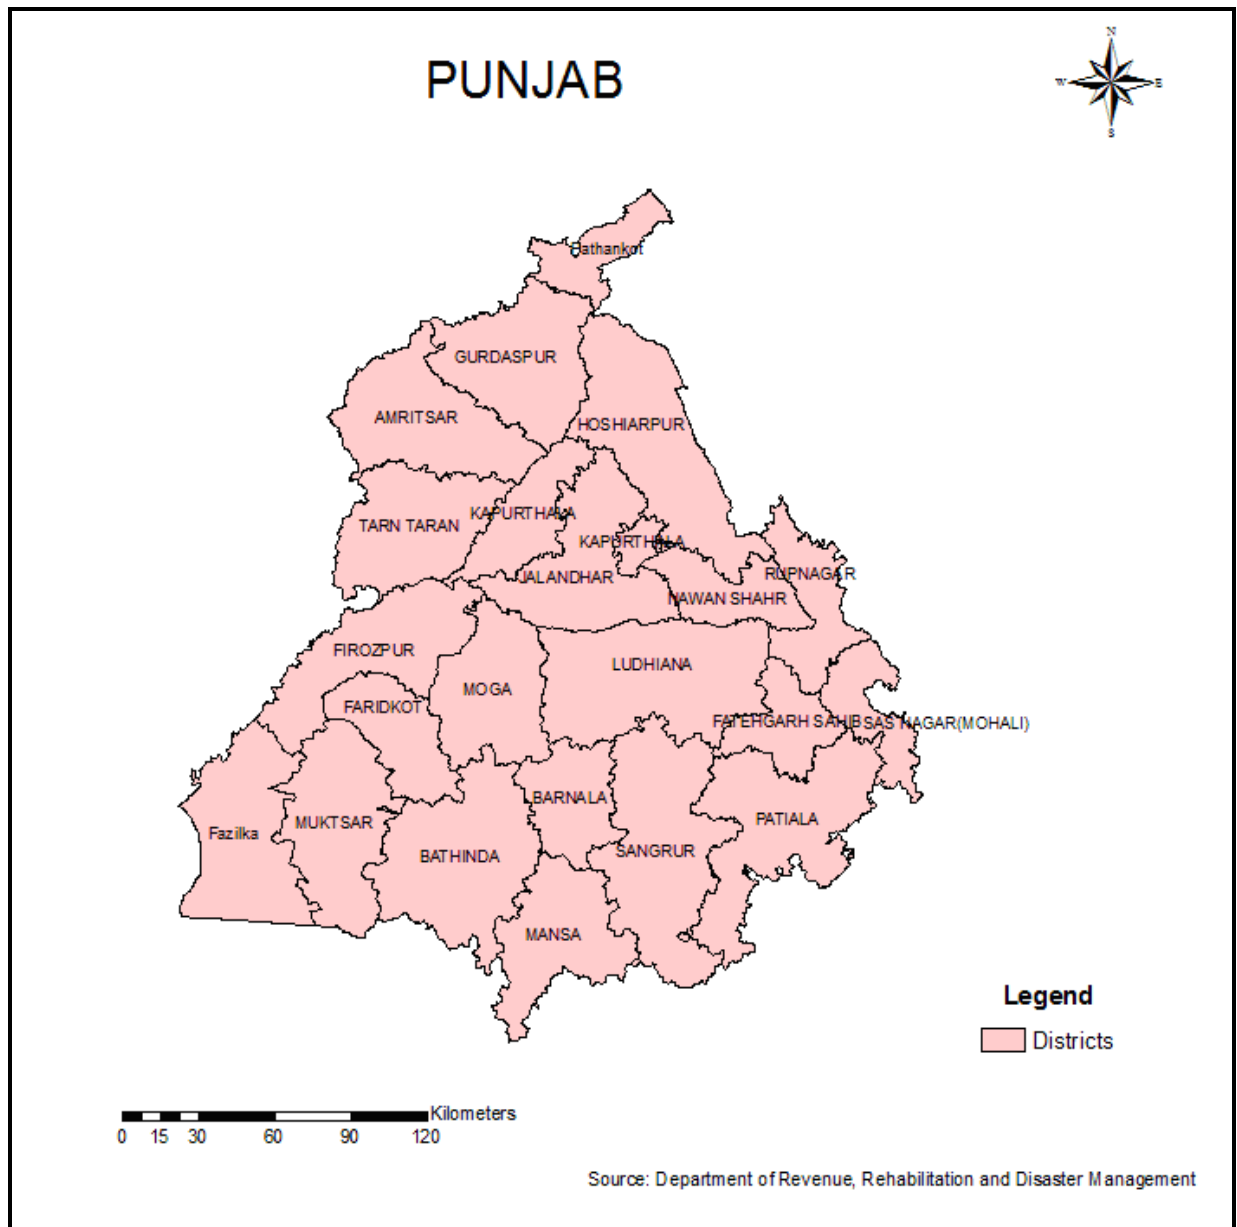 PUNJAB
N
W
E
S
Pathankot
GURDASPUR
AMRITSAR
HOSHIARPUR
KAPURTHALA
TARN TARAN
KAPURTHALA
JALANDHAR
RUPNAGAR
NAWAN SHAHR
FIROZPUR
LUDHIANA
MOGA
FARIDKOT
FATEHGARH SAHIB
SAS NAGAR(MOHALI)
BARNALA
PATIALA
MUKTSAR
Fazilka
SANGRUR
BATHINDA
MANSA
Legend
Districts
Kilometers
0 15 30 60 90 120
Source: Department of Revenue, Rehabilitation and Disaster Management